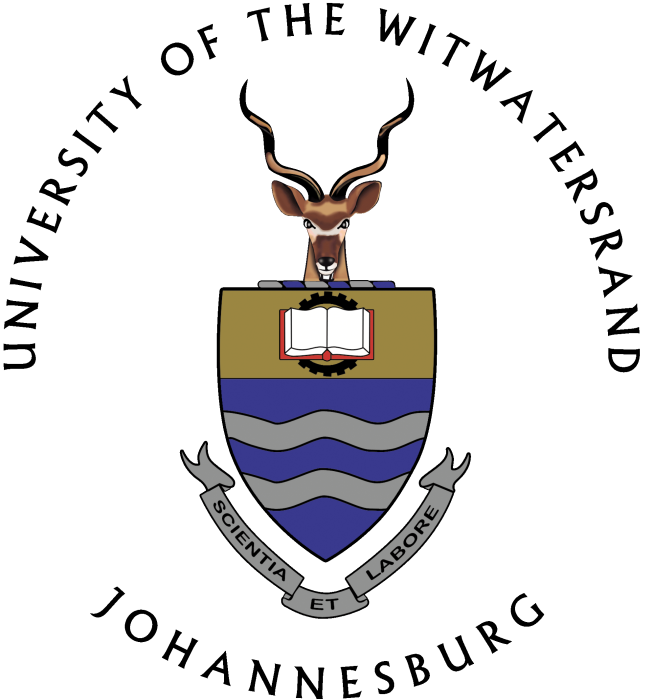 UNIVERSITY OF THE WITWATERSRAND
SCIENTIA ET LABORE
JOHANNESBURG